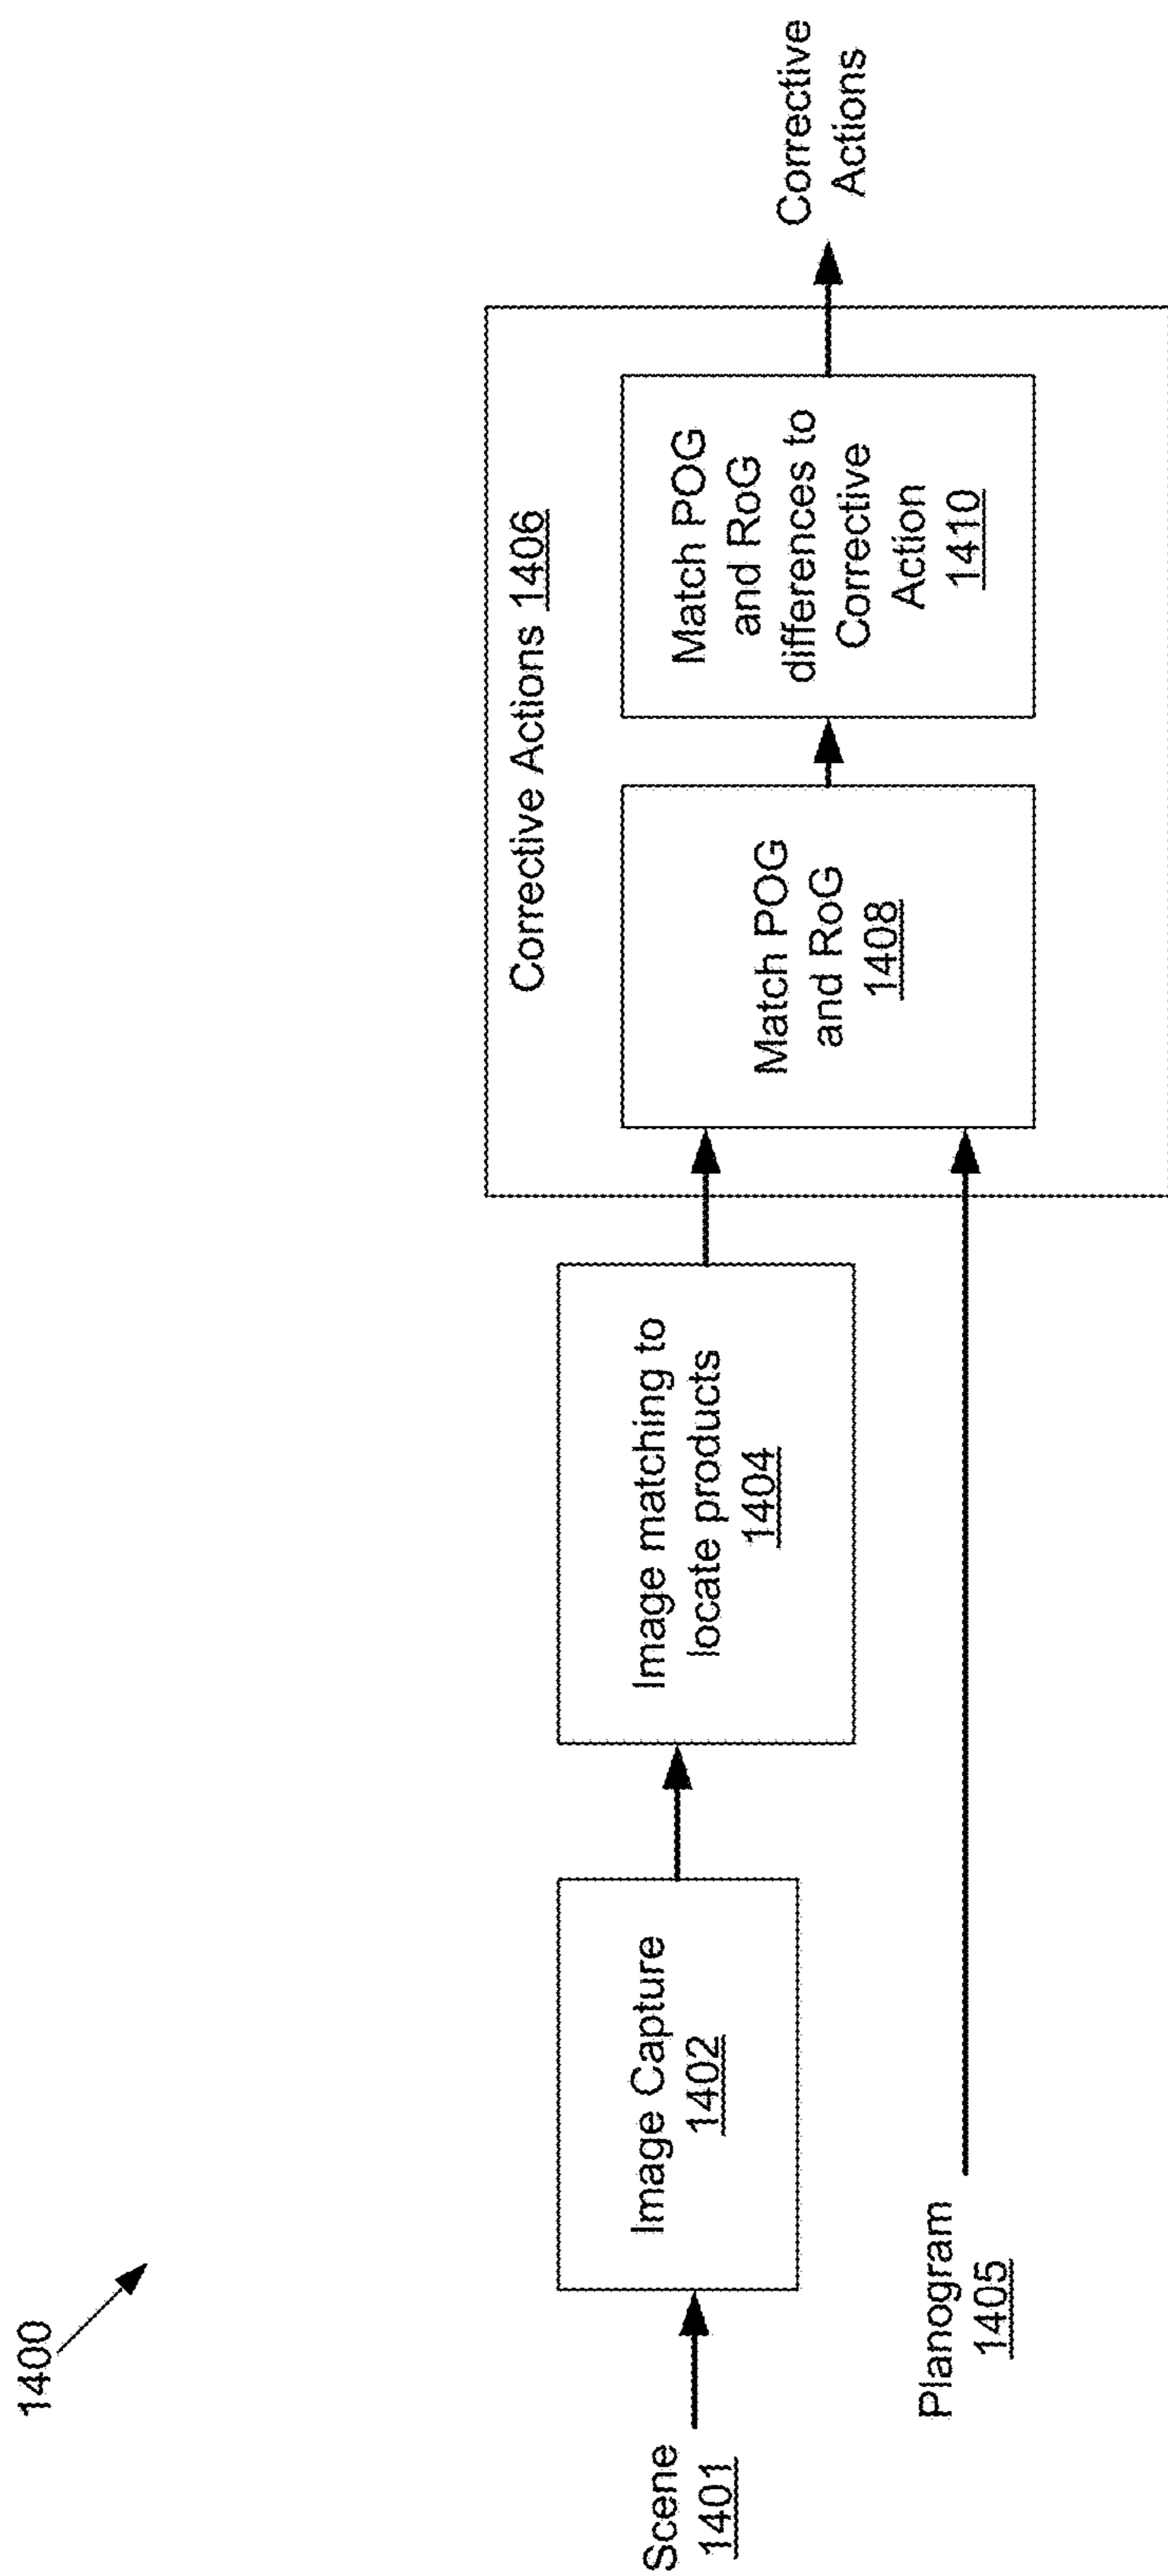 1400
Scene
1401
Image Capture
1402
Image matching to
locate products
1404
Planogram
1405
Corrective Actions 1406
Match POG
and RoG
1408
Match POG
and RoG
differences to
Corrective
Action
1410
Corrective
Actions